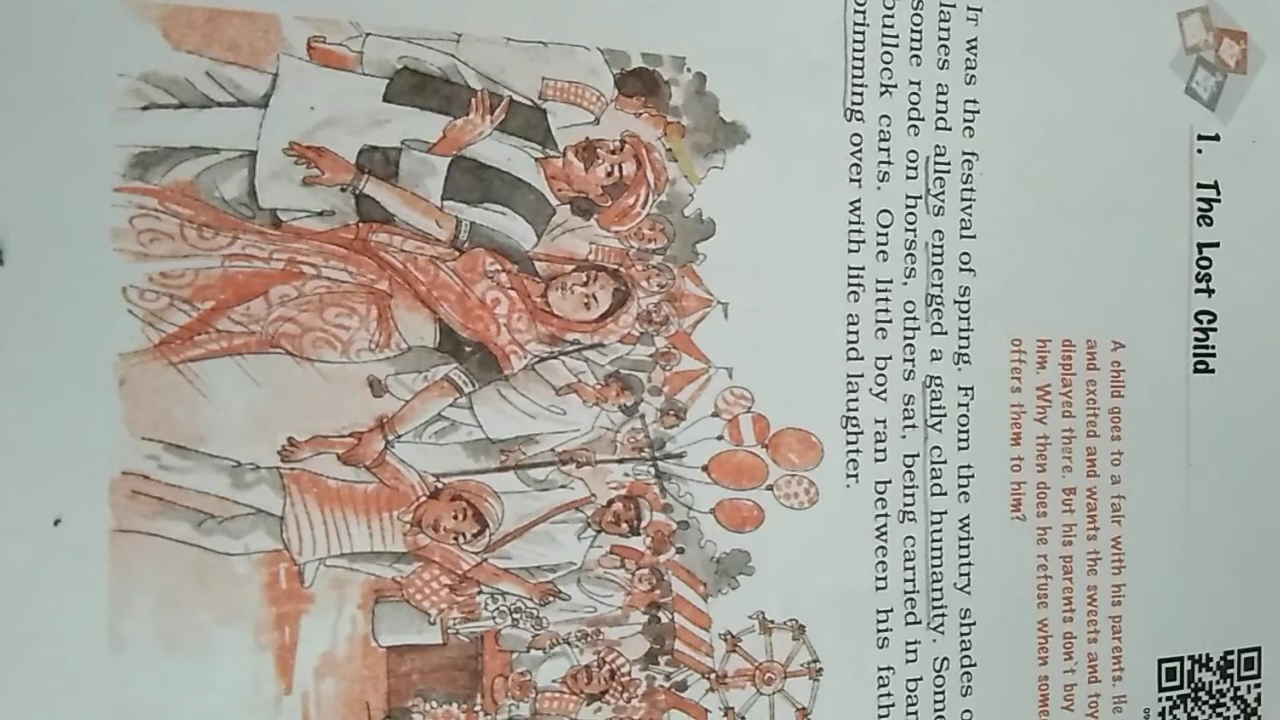 1. The Lost Child
A child goes to a fair with his parents. He
and excited and wants the sweets and toy
displayed there. But his parents don't buy
him. Why then does he refuse when some
offers them to him?
It was the festival of spring. From the wintry shades
lanes and alleys emerged a gaily clad humanity. Some
some rode on horses, others sat, being carried in
bullock carts. One little boy ran between his
brimming over with life and laughter.